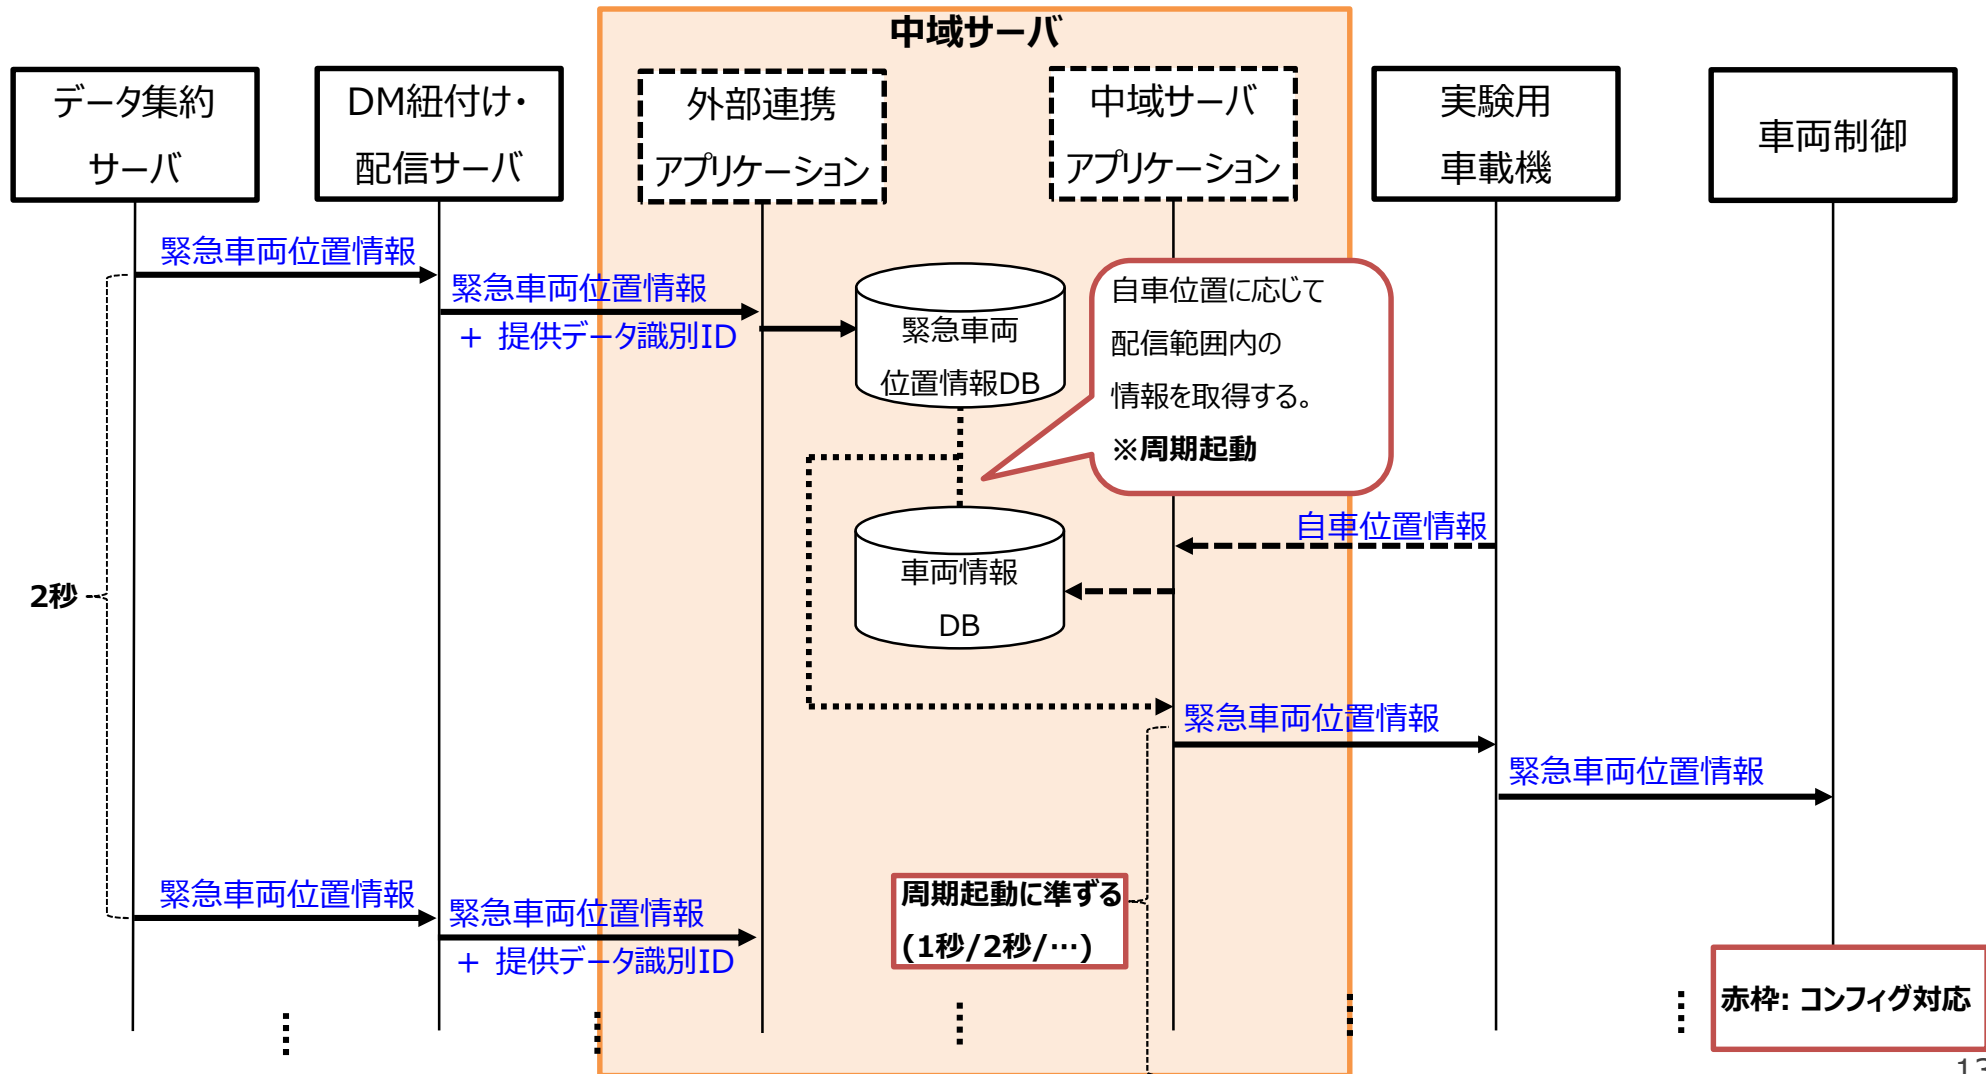 中域サーバ
データ集約
サーバ
DM紐付け・
配信サーバ
外部連携
アプリケーション
中域サーバ
アプリケーション
実験用
車載機
車両制御
緊急車両位置情報
緊急車両位置情報
+ 提供データ識別ID
緊急車両
位置情報DB
自車位置に応じて
配信範囲内の
情報を取得する。
※周期起動
自車位置情報
車両情報
DB
2秒
緊急車両位置情報
緊急車両位置情報
緊急車両位置情報
緊急車両位置情報
+ 提供データ識別ID
周期起動に準ずる
(1秒/2秒/…)
赤枠: コンフィグ対応